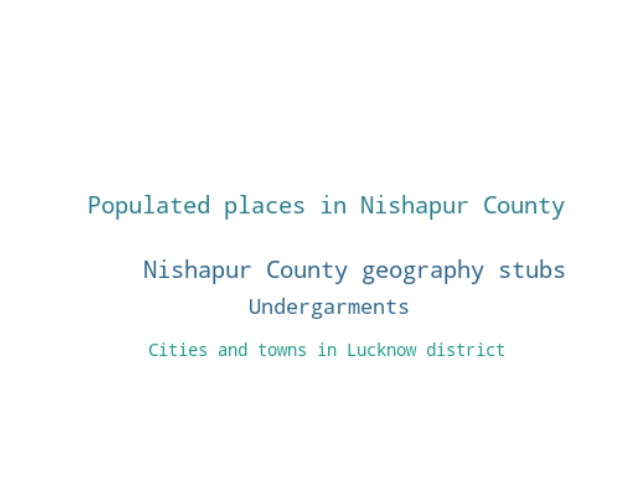 Populated places in Nishapur County
Nishapur County geography stubs
Undergarments
Cities and towns in Lucknow district